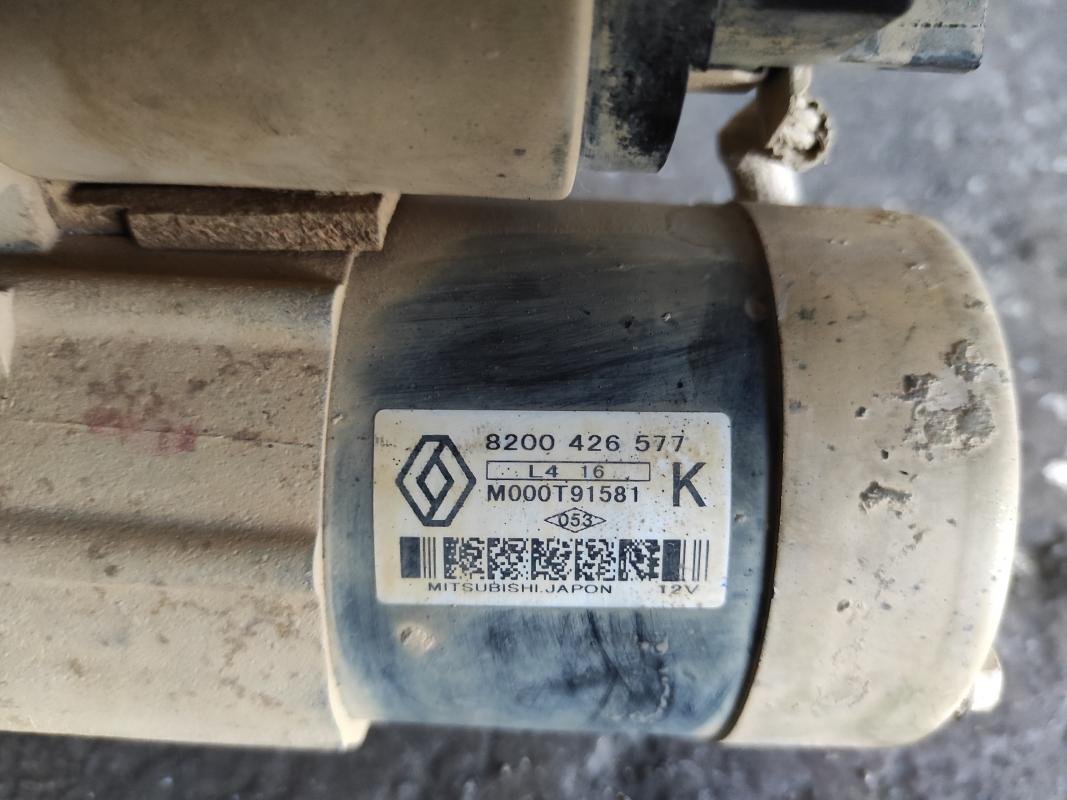 8200 426 577
L4 16
M000T91581
K
053
MITSUBISHI.JAPON 12V